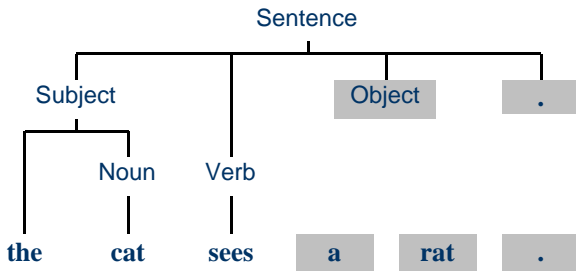 Sentence
Subject Object .
Noun Verb
the cat sees a rat .